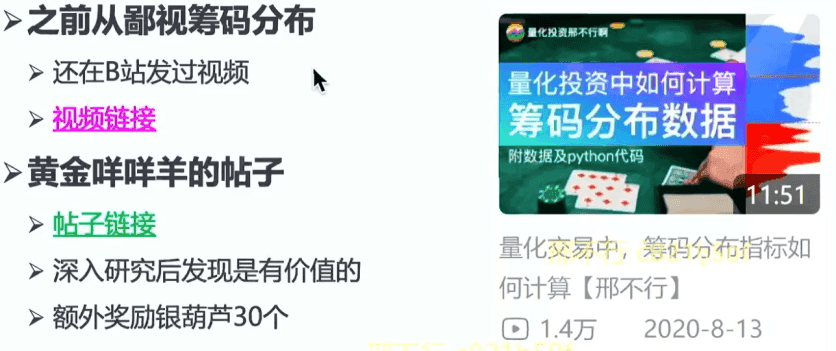 之前从鄙视筹码分布
还在B站发过视频
视频链接
黄金咩咩羊的帖子
帖子链接
深入研究后发现是有价值的
额外奖励银葫芦30个
量化投资邢不行啊
量化投资中如何计算
筹码分布数据
附数据及python代码
11:51
量化交易中，筹码分布指标如
何计算【邢不行】
1.4万 2020-8-13